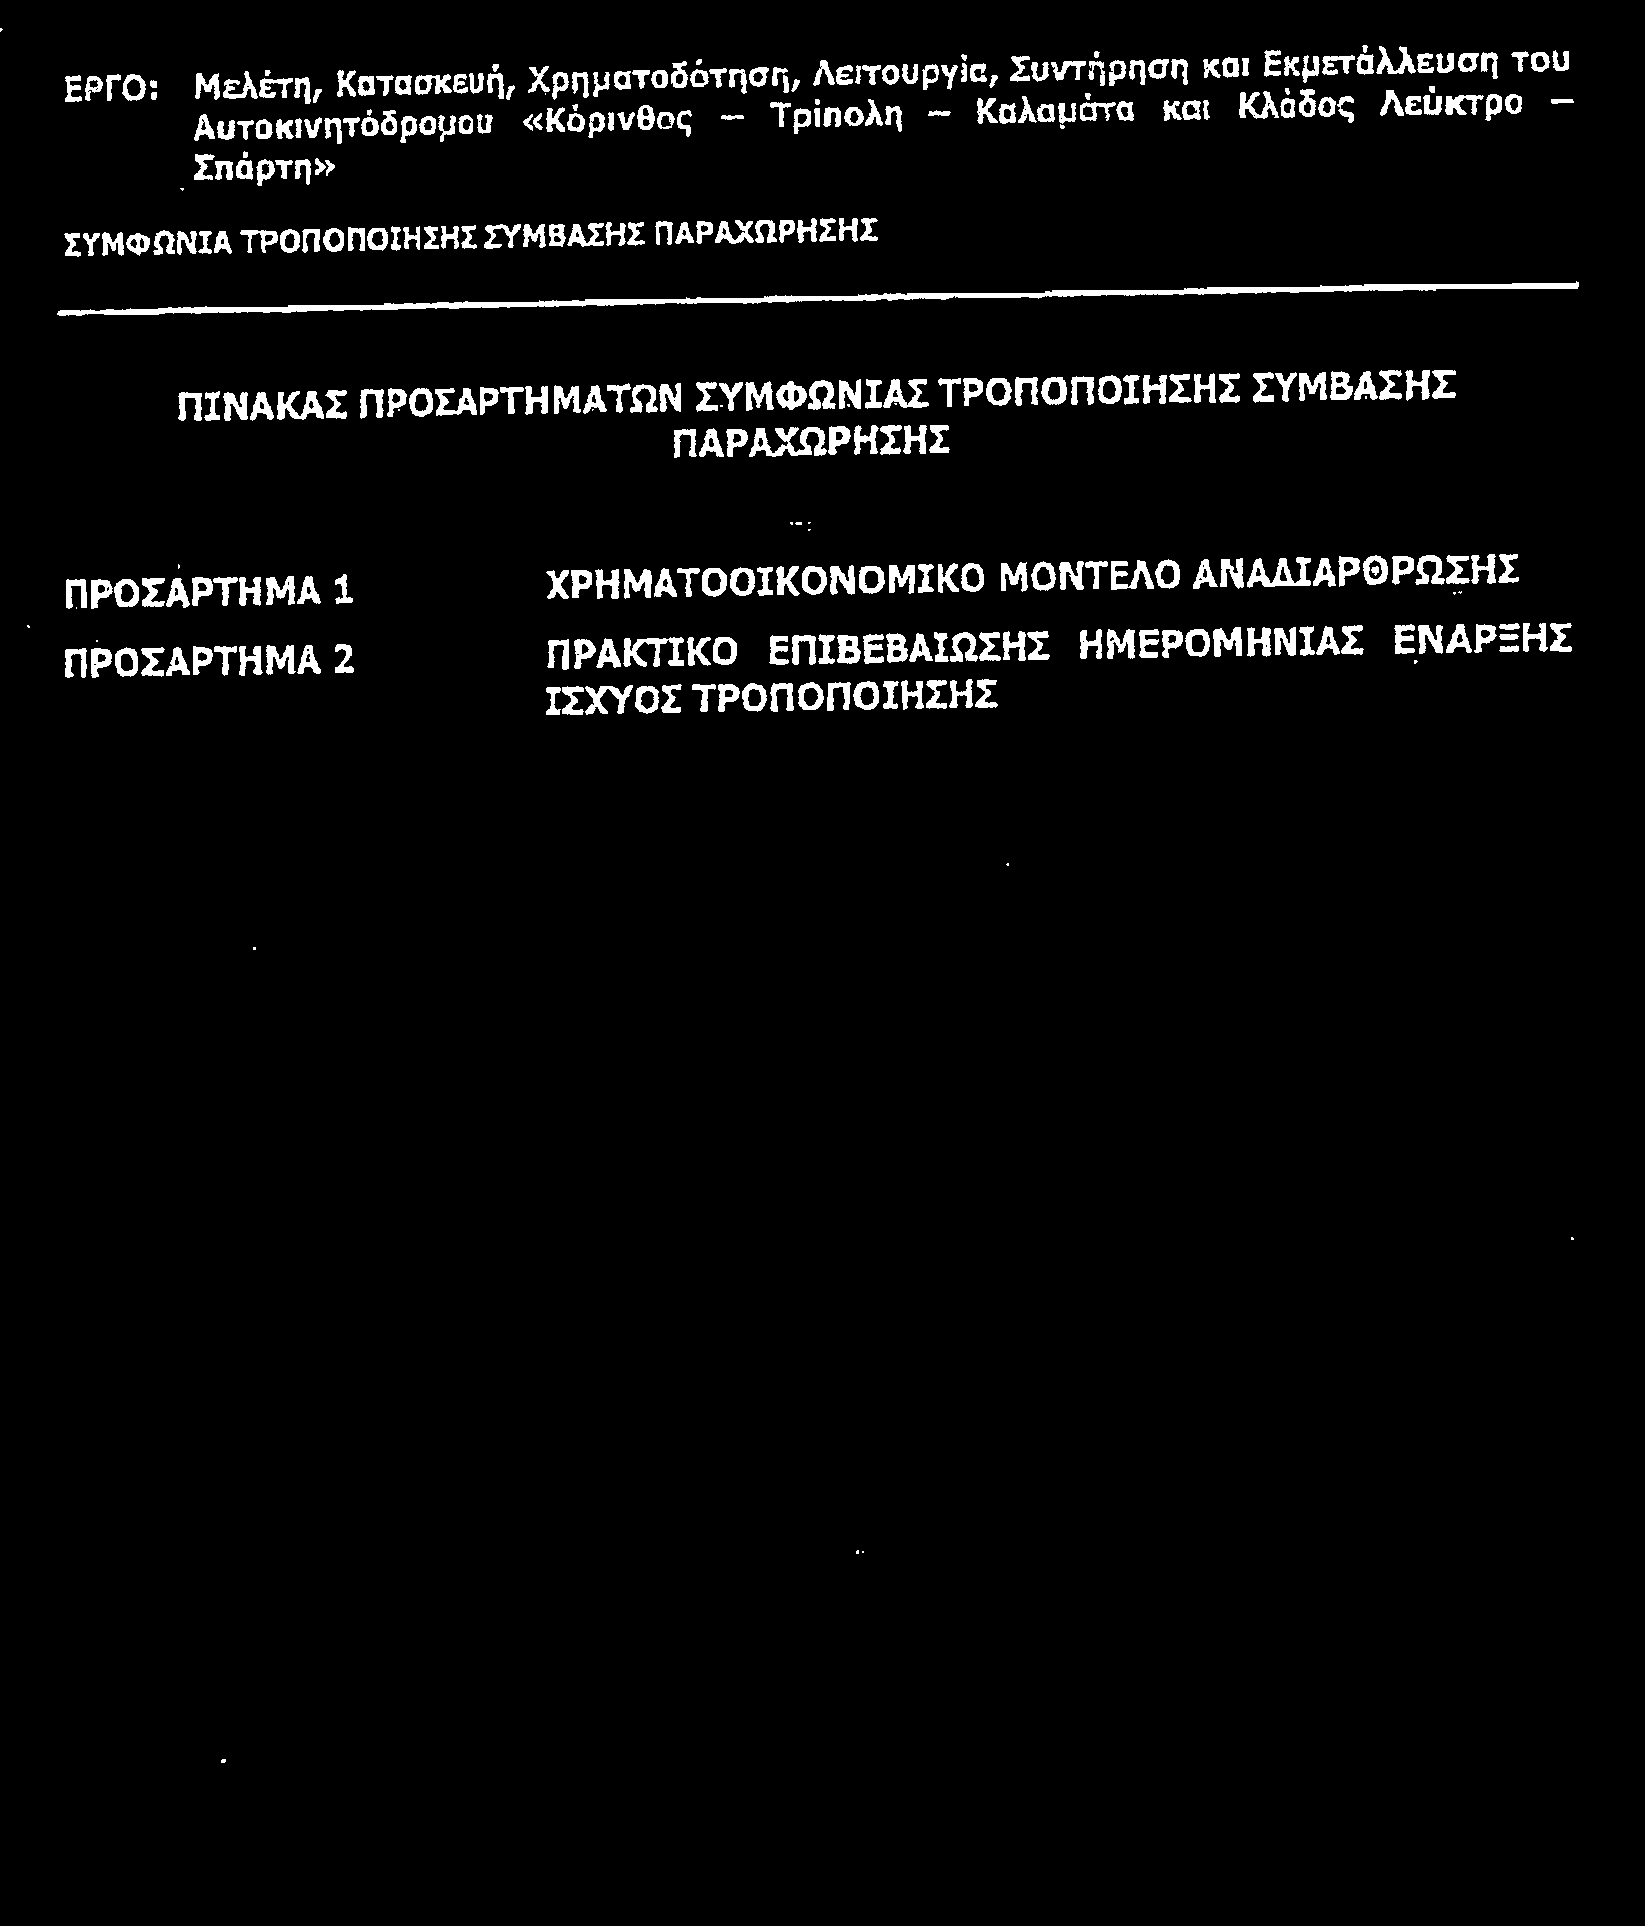 ΕΡΓΟ: Μελέτη, Κατασκευή, Χρηματοδότηση, Λειτουργία, Συντήρηση και Εκμετάλλευση του
Αυτοκινητόδρομου «Κόρινθος – Τρίπολη – Καλαμάτα και Κλάδος Λεύκτρο –
Σπάρτη»
ΣΥΜΦΩΝΙΑ ΤΡΟΠΟΠΟΙΗΣΗΣ ΣΥΜΒΑΣΗΣ ΠΑΡΑΧΩΡΗΣΗΣ
ΠΙΝΑΚΑΣ ΠΡΟΣΑΡΤΗΜΑΤΩΝ ΣΥΜΦΩΝΙΑΣ ΤΡΟΠΟΠΟΙΗΣΗΣ ΣΥΜΒΑΣΗΣ
ΠΑΡΑΧΩΡΗΣΗΣ
ΠΡΟΣΑΡΤΗΜΑ 1 ΧΡΗΜΑΤΟΟΙΚΟΝΟΜΙΚΟ ΜΟΝΤΕΛΟ ΑΝΑΔΙΑΡΘΡΩΣΗΣ
ΠΡΟΣΑΡΤΗΜΑ 2 ΠΡΑΚΤΙΚΟ ΕΠΙΒΕΒΑΙΩΣΗΣ ΗΜΕΡΟΜΗΝΙΑΣ ΕΝΑΡΞΗΣ
ΙΣΧΥΟΣ ΤΡΟΠΟΠΟΙΗΣΗΣ